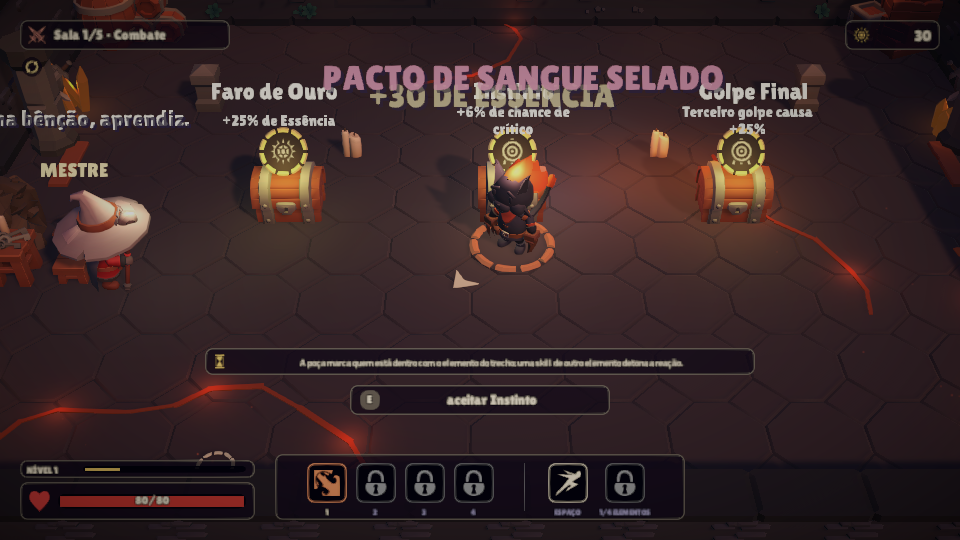 Sala 1/5 - Combate
30
PACTO DE SANGUE SELADO
+30 DE ESSÊNCIA
Faro de Ouro
+25% de Essência
+6% de chance de
crítico
Golpe Final
Terceiro golpe causa
+25%
na bênção, aprendiz.
MESTRE
A poça marca quem está dentro com o elemento do trecho: uma skill de outro elemento detona a reação.
E
aceitar Instinto
NÍVEL 1
80/80
1
2
3
4
ESPAÇO
1/4 ELEMENTOS